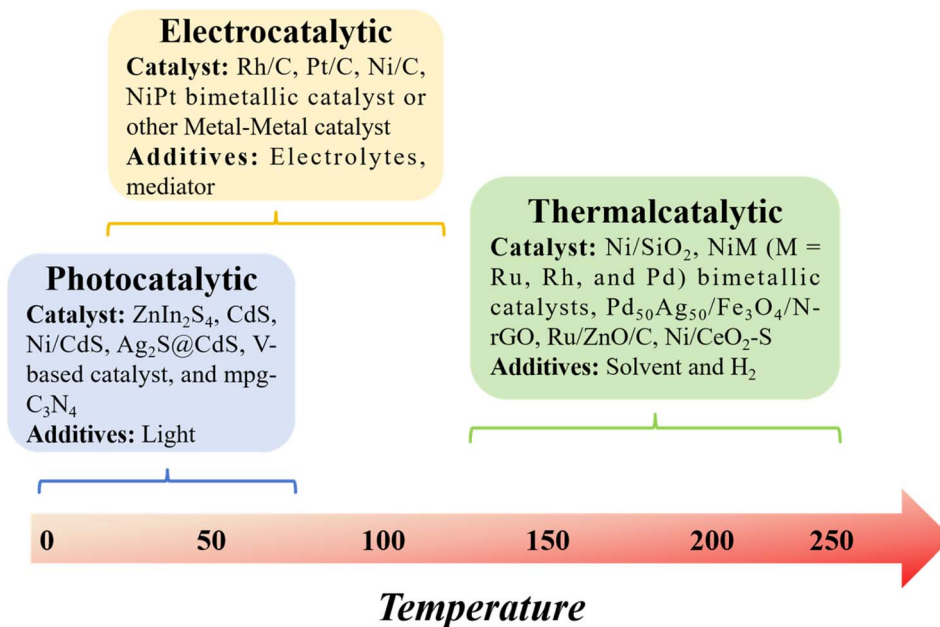 Electrocatalytic
Catalyst: Rh/C, Pt/C, Ni/C,
NiPt bimetallic catalyst or
other Metal-Metal catalyst
Additives: Electrolytes,
mediator
Photocatalytic
Catalyst: ZnIn₂S₄, CdS,
Ni/CdS, Ag₂S@CdS, V-
based catalyst, and mpg-
C₃N₄
Additives: Light
Thermalcatalytic
Catalyst: Ni/SiO₂, NiM (M =
Ru, Rh, and Pd) bimetallic
catalysts, Pd₅₀Ag₅₀/Fe₃O₄/N-
rGO, Ru/ZnO/C, Ni/CeO₂-S
Additives: Solvent and H₂
0 50 100 150 200 250
Temperature